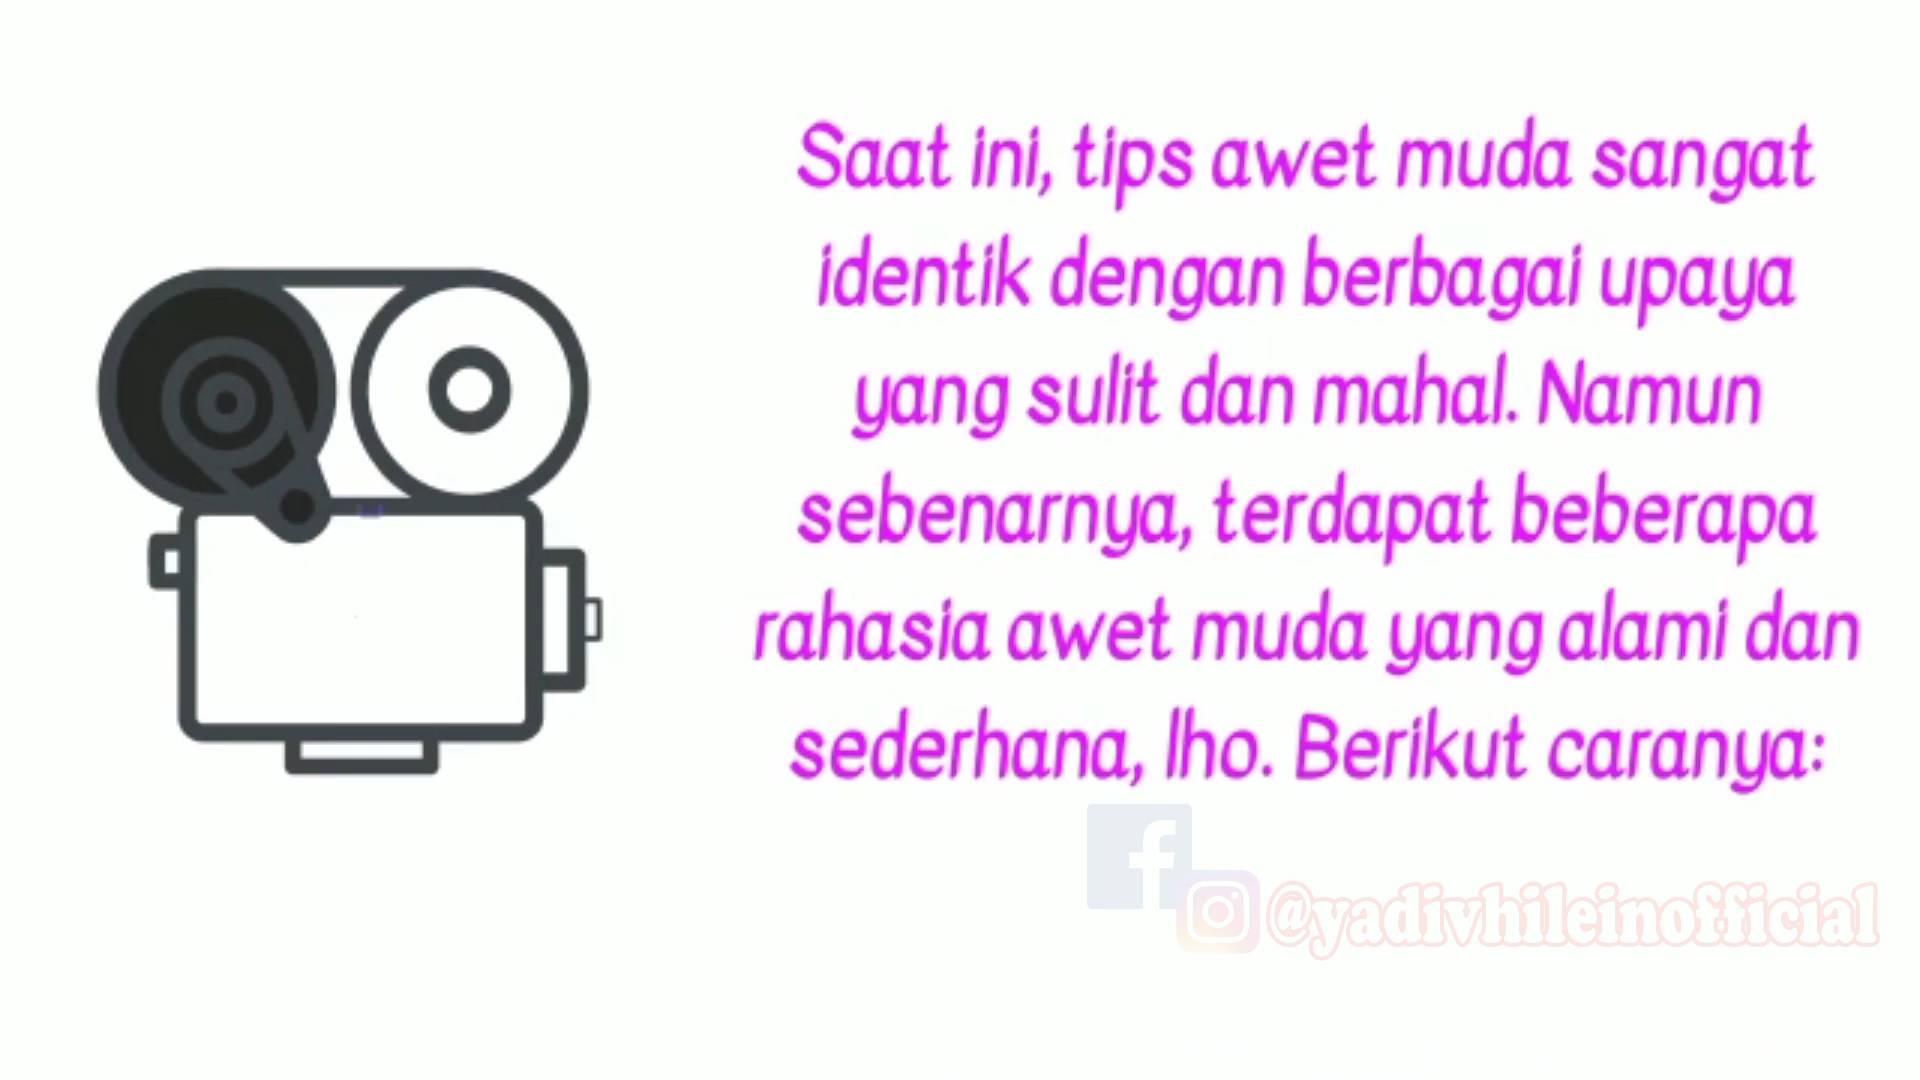 Saat ini, tips awet muda sangat
identik dengan berbagai upaya
yang sulit dan mahal. Namun
sebenarnya, terdapat beberapa
rahasia awet muda yang alami dan
sederhana, lho. Berikut caranya:
@yadivhileinofficial